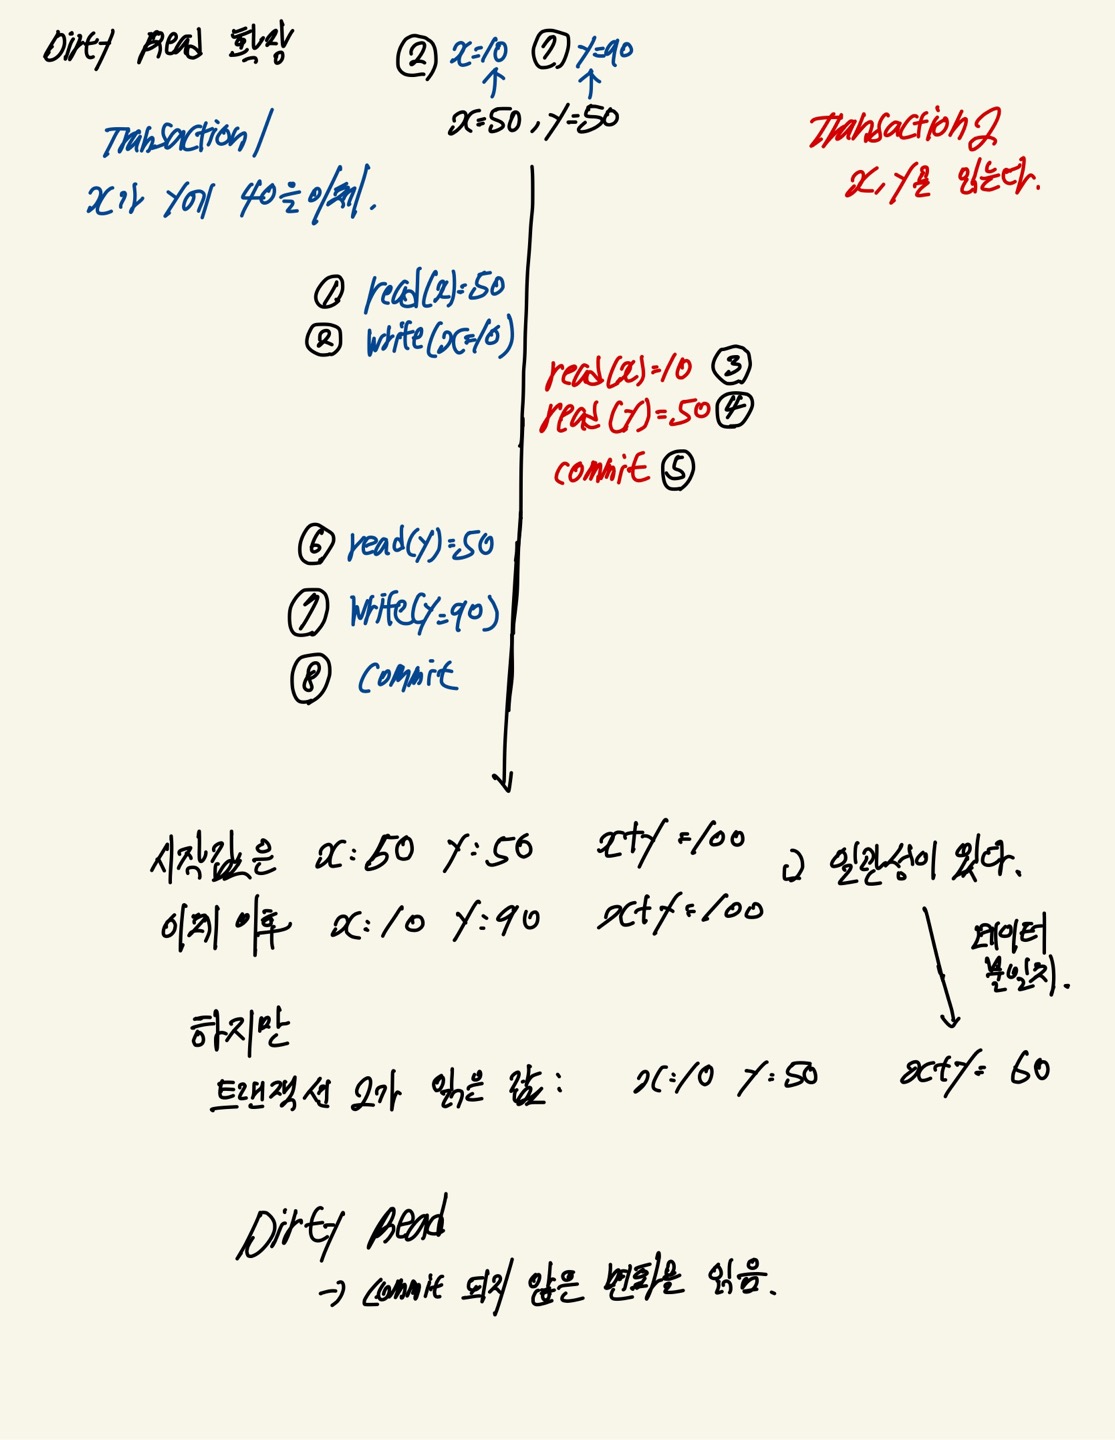 Dirty Read 확장
② x=10 ⑦ y=90
x=50, y=50
Transaction 1
x가 y에 40을 이체.
Transaction 2
x, y를 읽는다.
① read(x)=50
② write(x=10)
read(x)=10 ③
read(y)=50 ④
commit ⑤
⑥ read(y)=50
⑦ write(y=90)
⑧ commit
시작값은 x:50 y:50 x+y=100
이체 이후 x:10 y:90 x+y=100
일관성이 있다.
데이터
불일치.
하지만
트랜잭션 2가 읽은 값: x:10 y:50 x+y= 60
Dirty Read
→ commit 되지 않은 변화를 읽음.